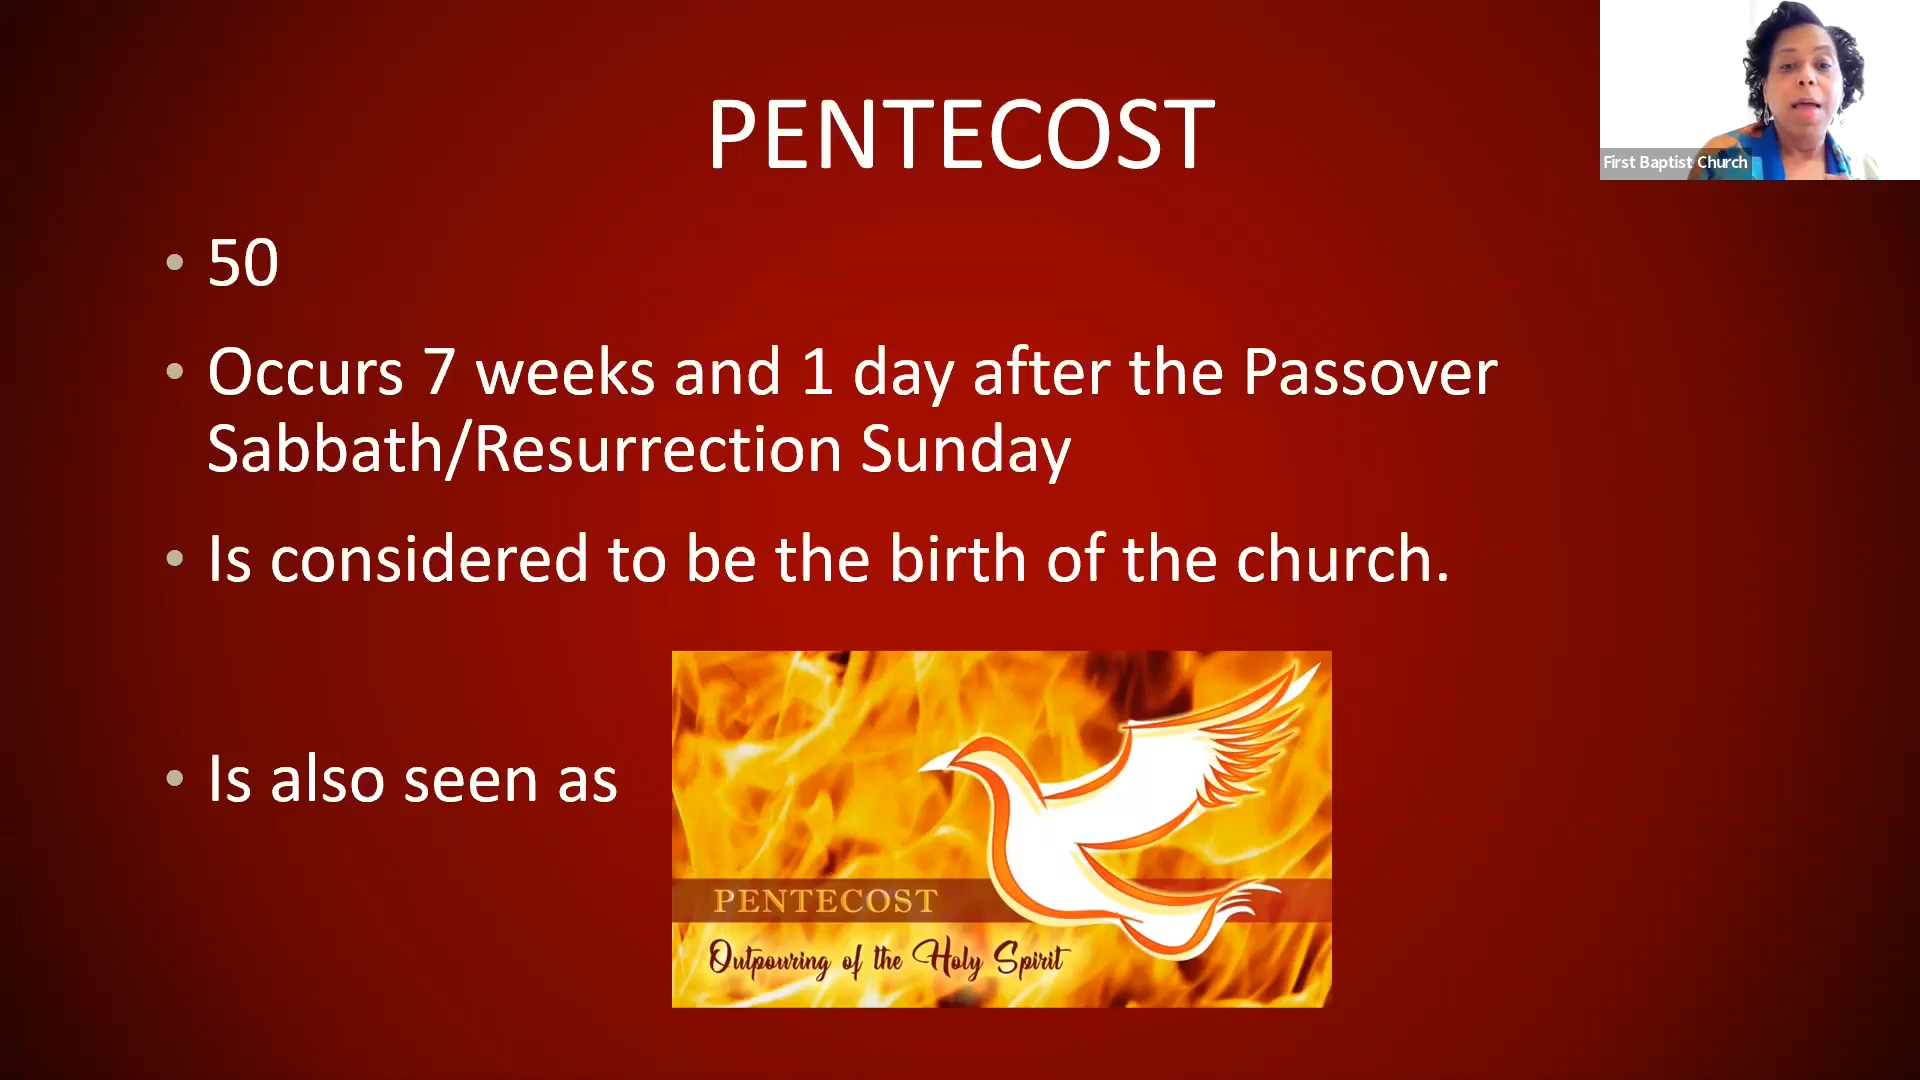 PENTECOST
First Baptist Church
• 50
• Occurs 7 weeks and 1 day after the Passover
Sabbath/Resurrection Sunday
• Is considered to be the birth of the church.
• Is also seen as
PENTECOST
Outpouring of the Holy Spirit